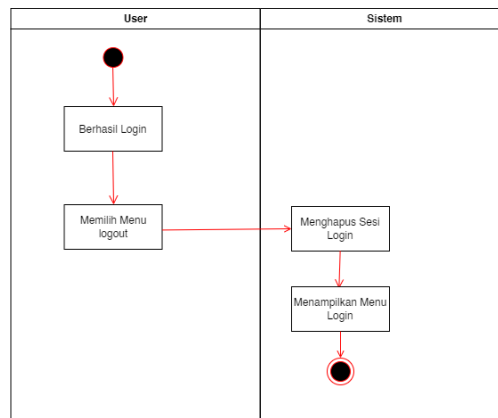 User
Sistem
Berhasil Login
Memilih Menu
logout
Menghapus Sesi
Login
Menampilkan Menu
Login